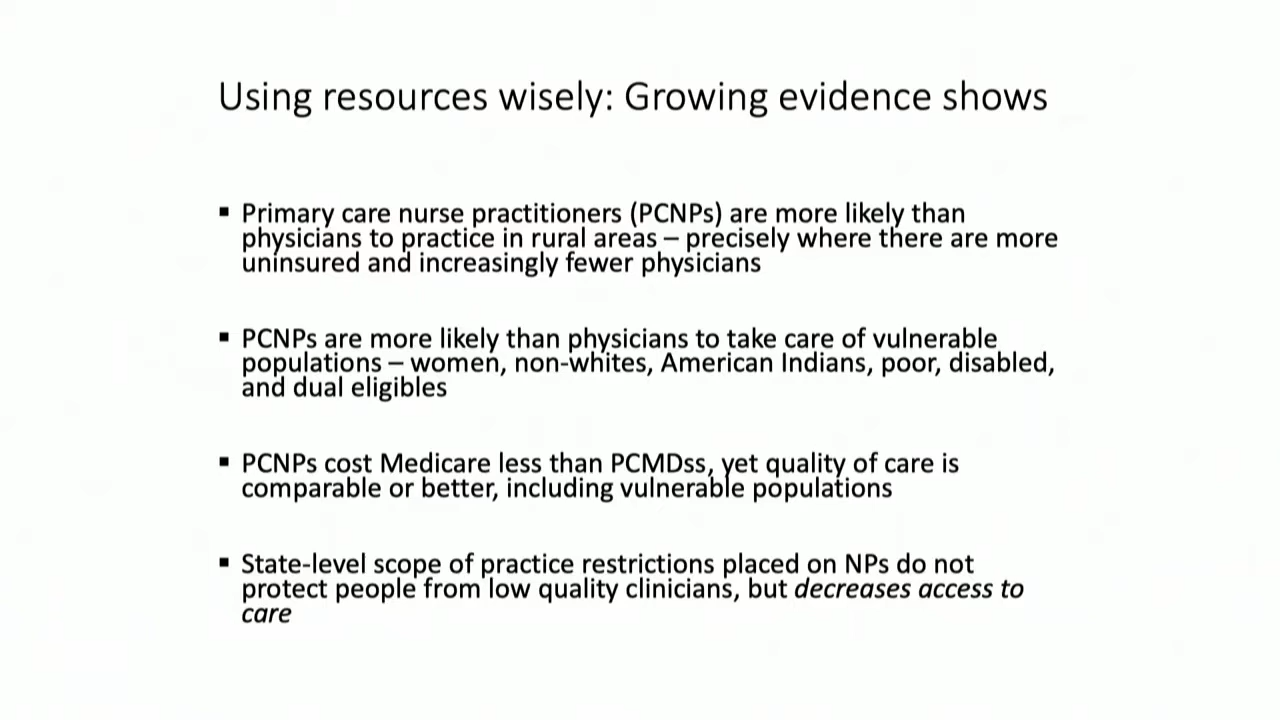 Using resources wisely: Growing evidence shows
▪ Primary care nurse practitioners (PCNPs) are more likely than
physicians to practice in rural areas – precisely where there are more
uninsured and increasingly fewer physicians
▪ PCNPs are more likely than physicians to take care of vulnerable
populations – women, non-whites, American Indians, poor, disabled,
and dual eligibles
▪ PCNPs cost Medicare less than PCMDss, yet quality of care is
comparable or better, including vulnerable populations
▪ State-level scope of practice restrictions placed on NPs do not
protect people from low quality clinicians, but decreases access to
care